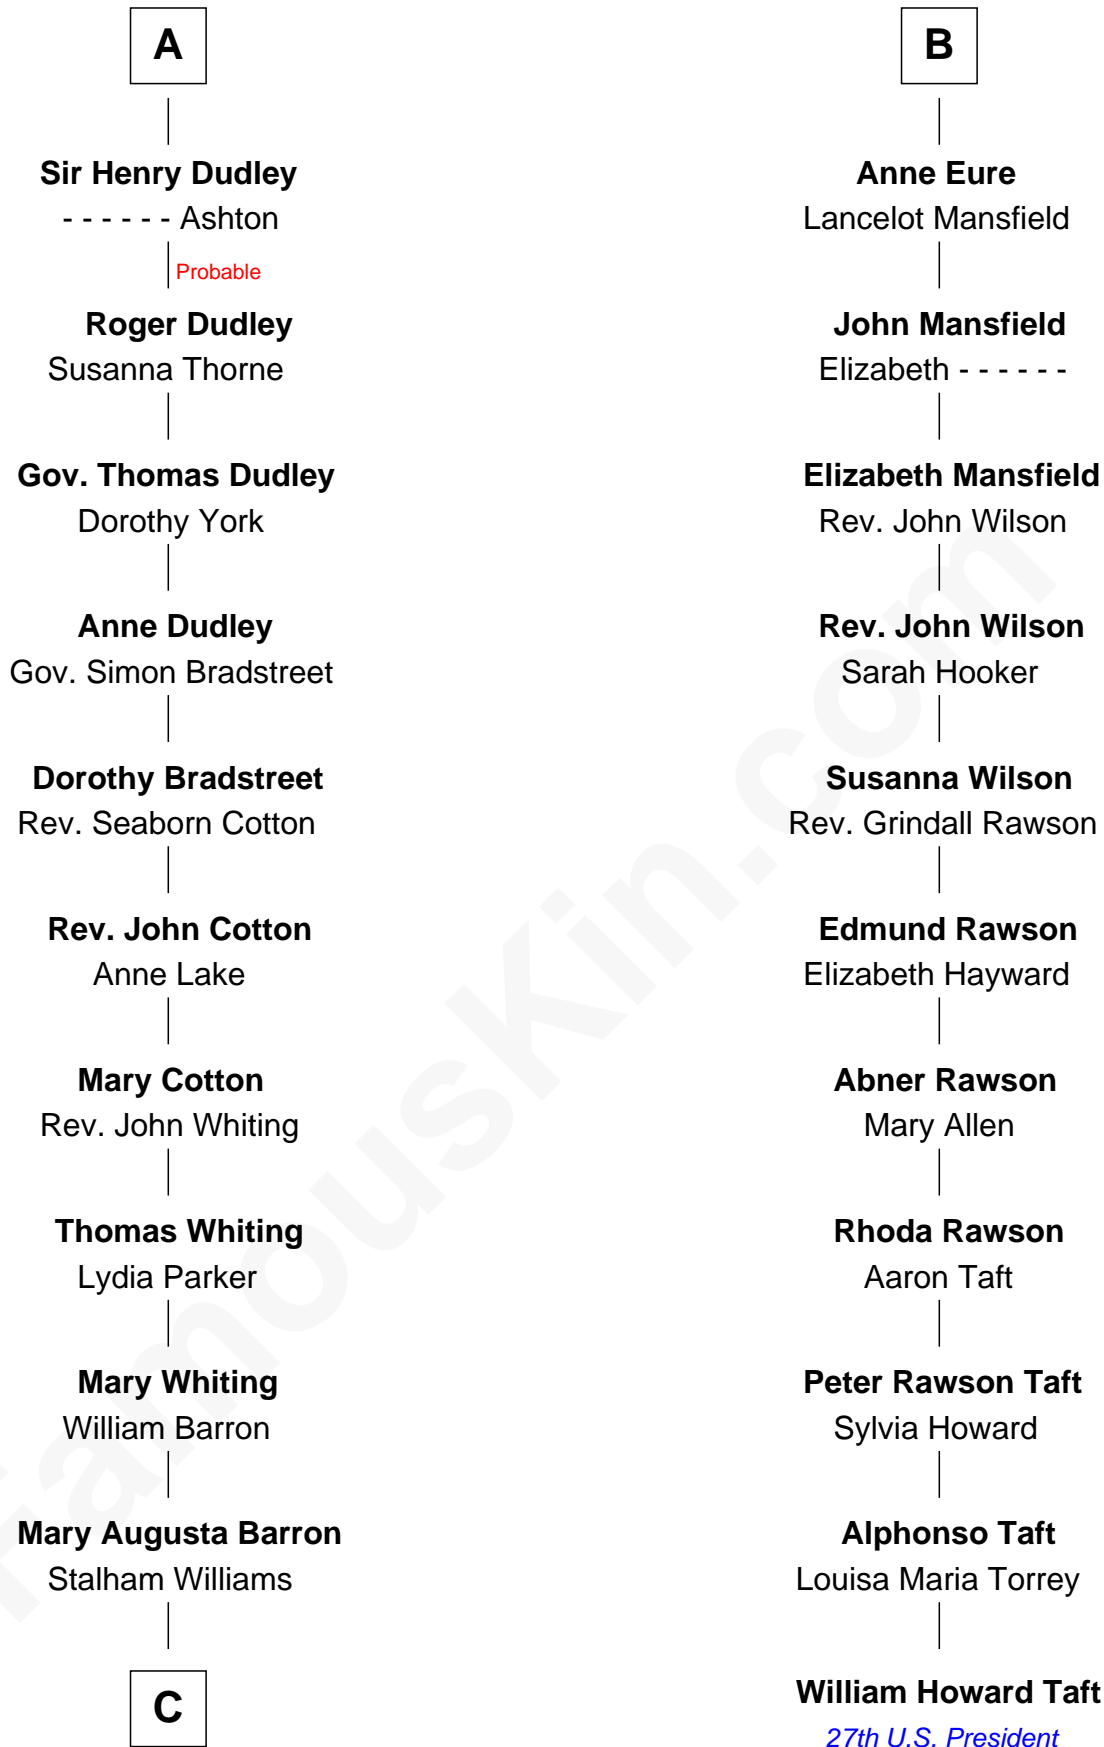 A
Sir Henry Dudley
- - - - - - Ashton
Probable
Roger Dudley
Susanna Thorne
Gov. Thomas Dudley
Dorothy York
Anne Dudley
Gov. Simon Bradstreet
Dorothy Bradstreet
Rev. Seaborn Cotton
Rev. John Cotton
Anne Lake
Mary Cotton
Rev. John Whiting
Thomas Whiting
Lydia Parker
Mary Whiting
William Barron
Mary Augusta Barron
Stalham Williams
C
B
Anne Eure
Lancelot Mansfield
John Mansfield
Elizabeth - - - - - -
Elizabeth Mansfield
Rev. John Wilson
Rev. John Wilson
Sarah Hooker
Susanna Wilson
Rev. Grindall Rawson
Edmund Rawson
Elizabeth Hayward
Abner Rawson
Mary Allen
Rhoda Rawson
Aaron Taft
Peter Rawson Taft
Sylvia Howard
Alphonso Taft
Louisa Maria Torrey
William Howard Taft
27th U.S. President
FamousKin.com